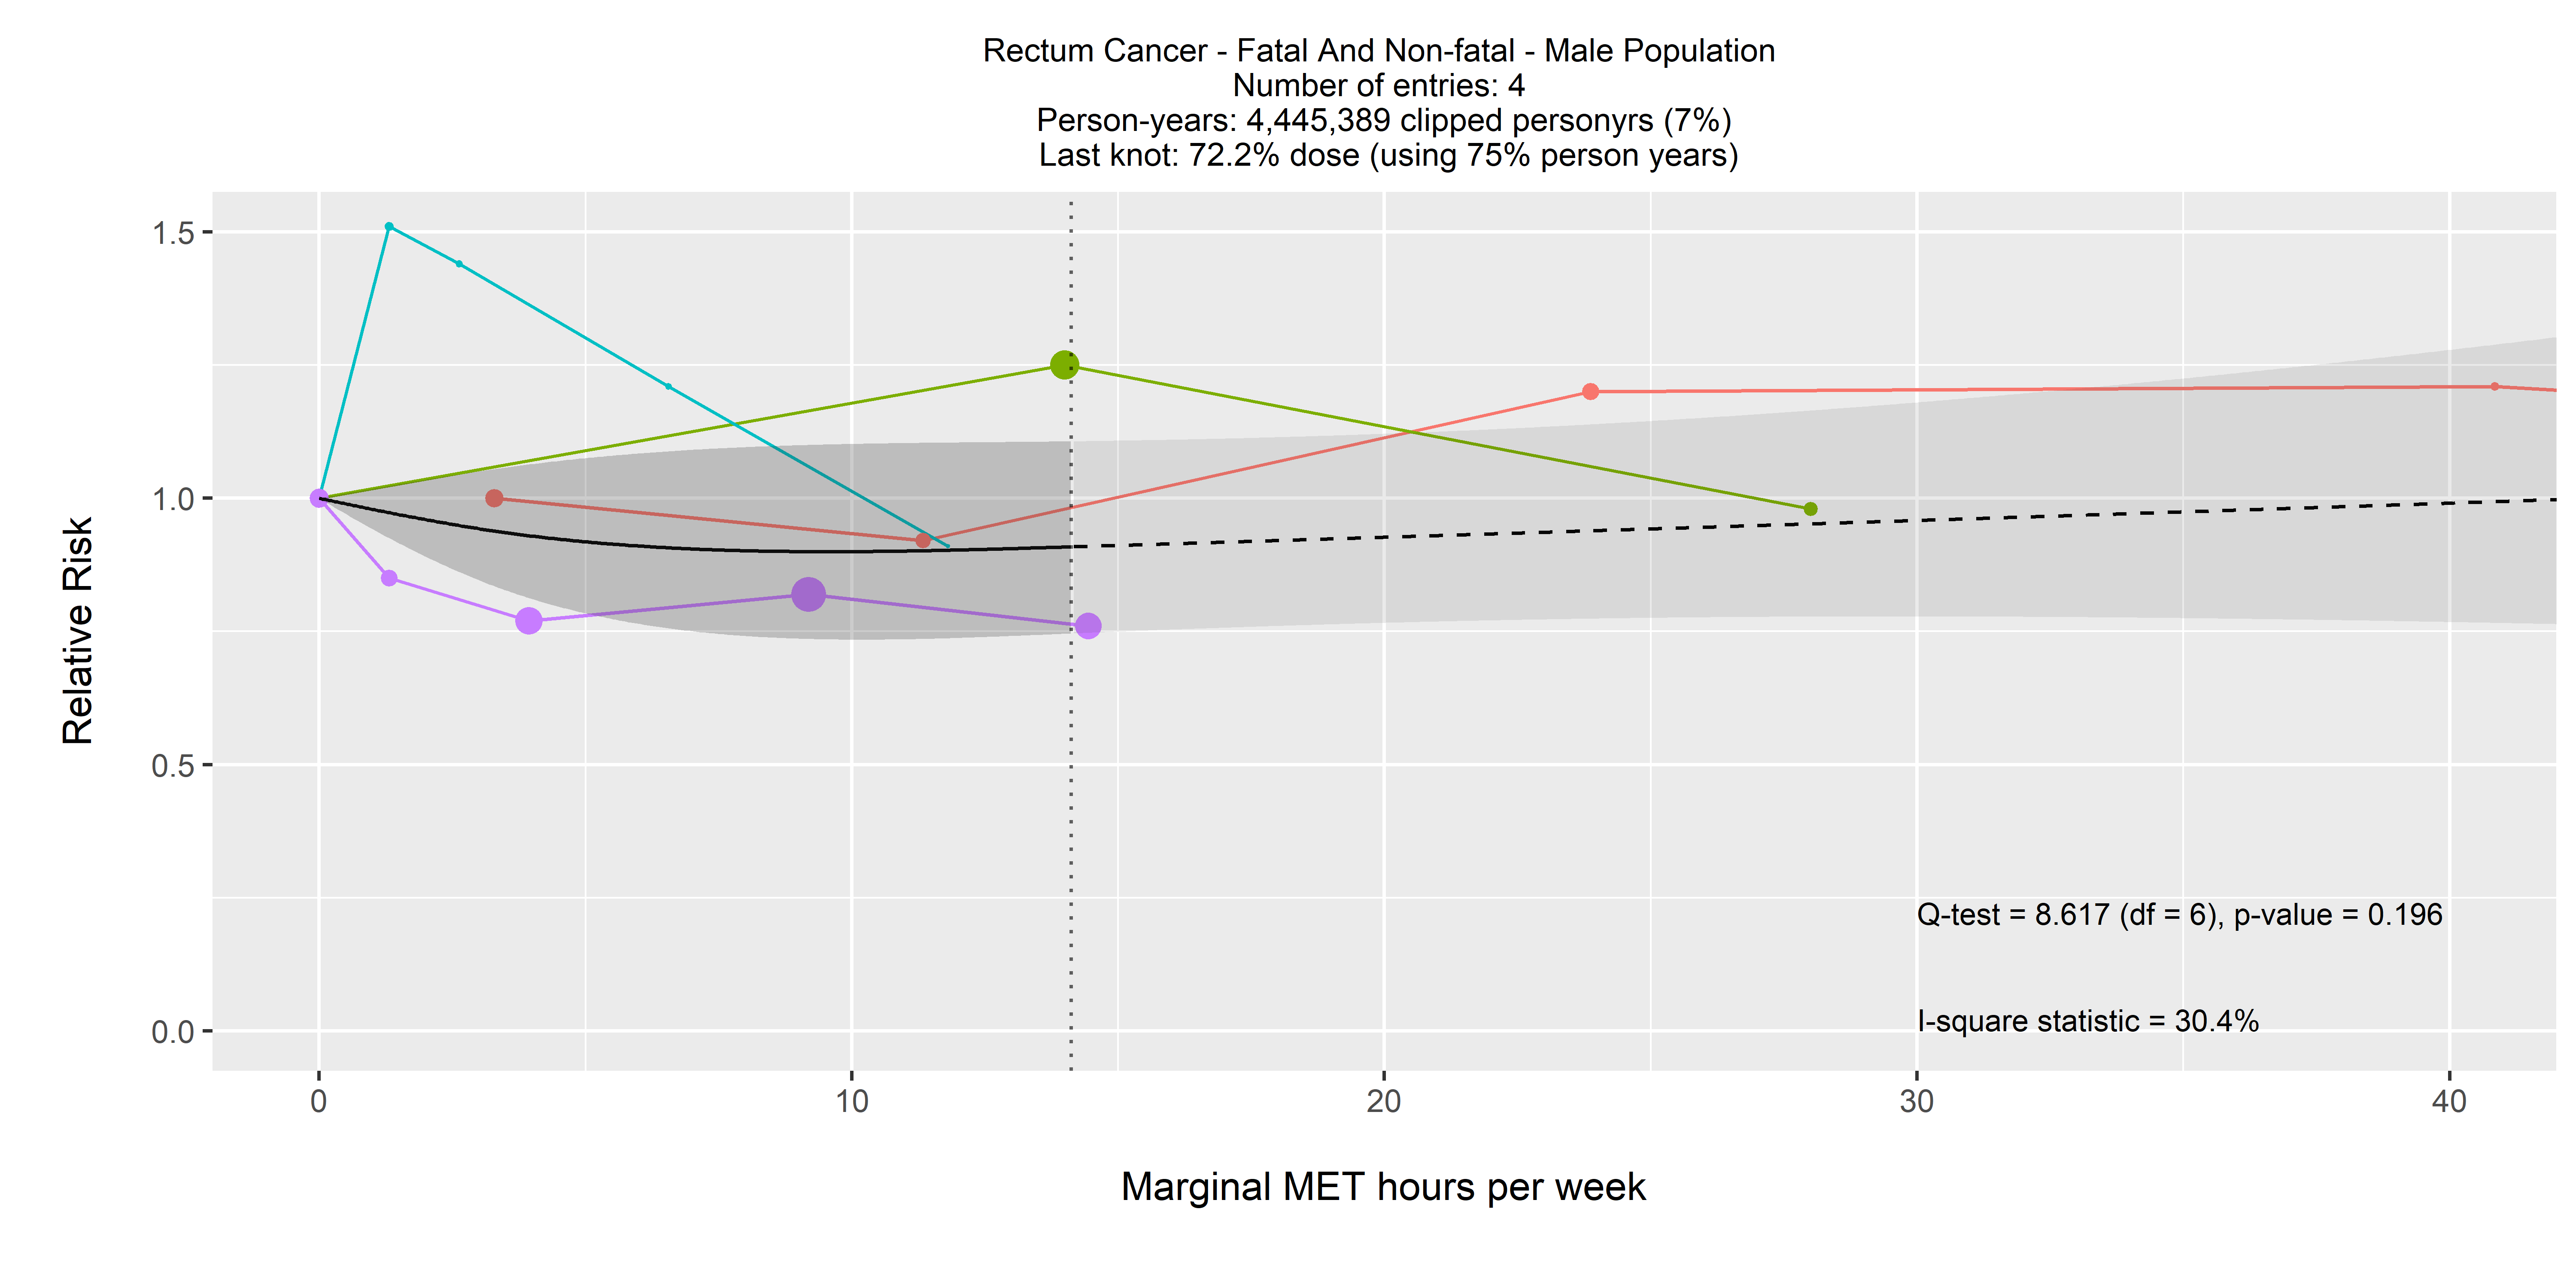 Rectum Cancer - Fatal And Non-fatal - Male Population
Number of entries: 4
Person-years: 4,445,389 clipped personyrs (7%)
Last knot: 72.2% dose (using 75% person years)
Relative Risk
1.5
1.0
0.5
0.0
Q-test = 8.617 (df = 6), p-value = 0.196
I-square statistic = 30.4%
0 10 20 30 40
Marginal MET hours per week